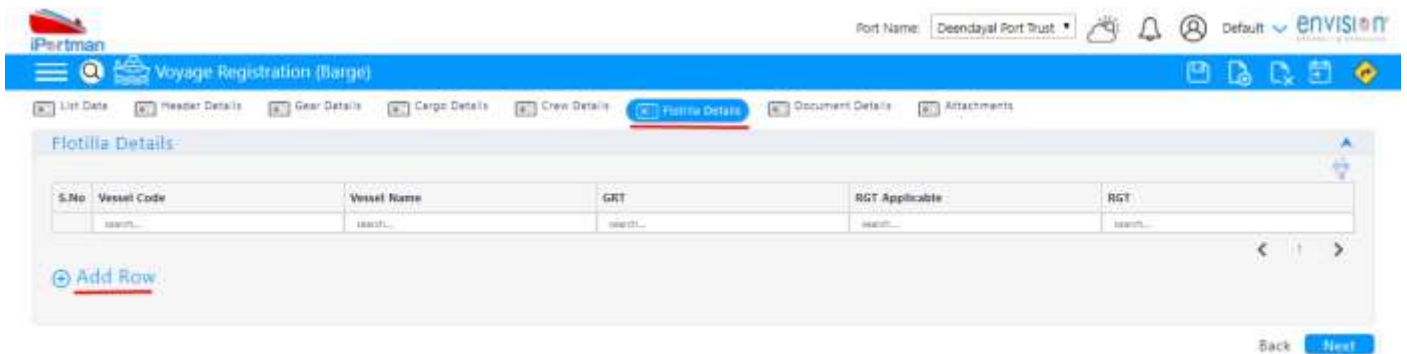 iPortman
Port Name: Deendayal Port Trust
Default
envision
Voyage Registration (Barge)
List Data Header Details Gear Details Cargo Details Crew Details Flotilla Details Document Details Attachments
Flotilla Details
S.No Vessel Code Vessel Name GRT RGT Applicable RGT
search... search... search... search... search...
1
Add Row
Back Next